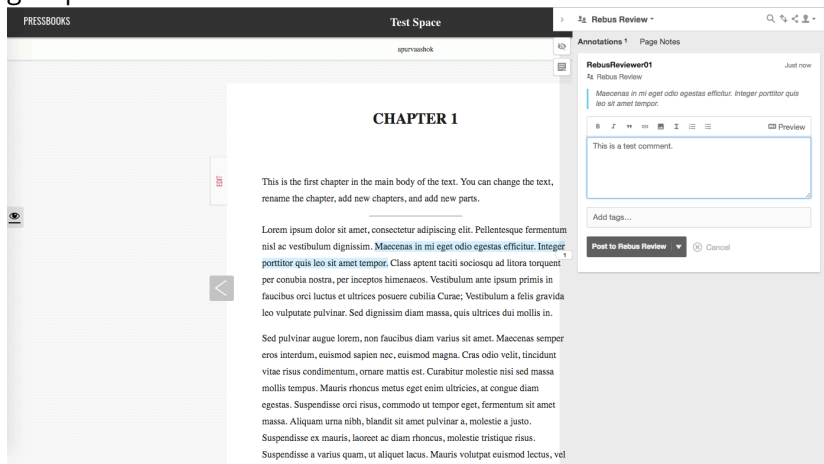 PRESSBOOKS
Test Space
apurvaashok
EDIT
CHAPTER 1
This is the first chapter in the main body of the text. You can change the text,
rename the chapter, add new chapters, and add new parts.
Lorem ipsum dolor sit amet, consectetur adipiscing elit. Pellentesque fermentum
nisl ac vestibulum dignissim. Maecenas in mi eget odio egestas efficitur. Integer
porttitor quis leo sit amet tempor. Class aptent taciti sociosqu ad litora torquent
per conubia nostra, per inceptos himenaeos. Vestibulum ante ipsum primis in
faucibus orci luctus et ultrices posuere cubilia Curae; Vestibulum a felis gravida
leo vulputate pulvinar. Sed dignissim diam massa, quis ultrices dui mollis in.
Sed pulvinar augue lorem, non faucibus diam varius sit amet. Maecenas semper
eros interdum, euismod sapien nec, euismod magna. Cras odio velit, tincidunt
vitae risus condimentum, ornare mattis est. Curabitur molestie nisi sed massa
mollis tempus. Mauris rhoncus metus eget enim ultricies, at congue diam
egestas. Suspendisse orci risus, commodo ut tempor eget, fermentum sit amet
massa. Aliquam urna nibh, blandit sit amet pulvinar a, molestie a justo.
Suspendisse ex mauris, laoreet ac diam rhoncus, molestie tristique risus.
Suspendisse a varius quam, ut aliquet lacus. Mauris volutpat euismod lectus, vel
1
Rebus Review
Annotations 1 Page Notes
RebusReviewer01 Just now
Rebus Review
Maecenas in mi eget odio egestas efficitur. Integer porttitor quis
leo sit amet tempor.
B I Σ Preview
This is a test comment.
Add tags...
Post to Rebus Review Cancel